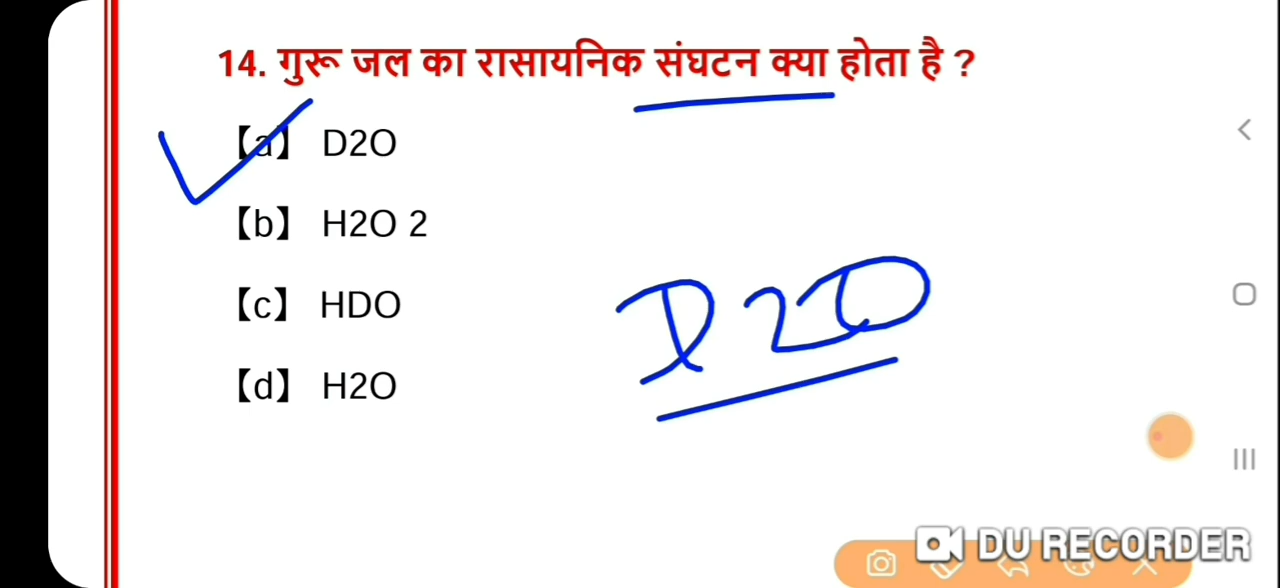 14. गुरू जल का रासायनिक संघटन क्या होता है ?
【a】 D2O
【b】 H2O 2
【c】 HDO
【d】 H2O
D2O
DU RECORDER